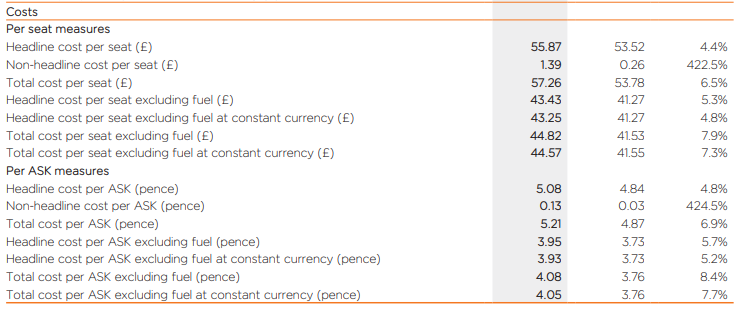 Costs
Per seat measures
Headline cost per seat (£) 55.87 53.52 4.4%
Non-headline cost per seat (£) 1.39 0.26 422.5%
Total cost per seat (£) 57.26 53.78 6.5%
Headline cost per seat excluding fuel (£) 43.43 41.27 5.3%
Headline cost per seat excluding fuel at constant currency (£) 43.25 41.27 4.8%
Total cost per seat excluding fuel (£) 44.82 41.53 7.9%
Total cost per seat excluding fuel at constant currency (£) 44.57 41.55 7.3%
Per ASK measures
Headline cost per ASK (pence) 5.08 4.84 4.8%
Non-headline cost per ASK (pence) 0.13 0.03 424.5%
Total cost per ASK (pence) 5.21 4.87 6.9%
Headline cost per ASK excluding fuel (pence) 3.95 3.73 5.7%
Headline cost per ASK excluding fuel at constant currency (pence) 3.93 3.73 5.2%
Total cost per ASK excluding fuel (pence) 4.08 3.76 8.4%
Total cost per ASK excluding fuel at constant currency (pence) 4.05 3.76 7.7%